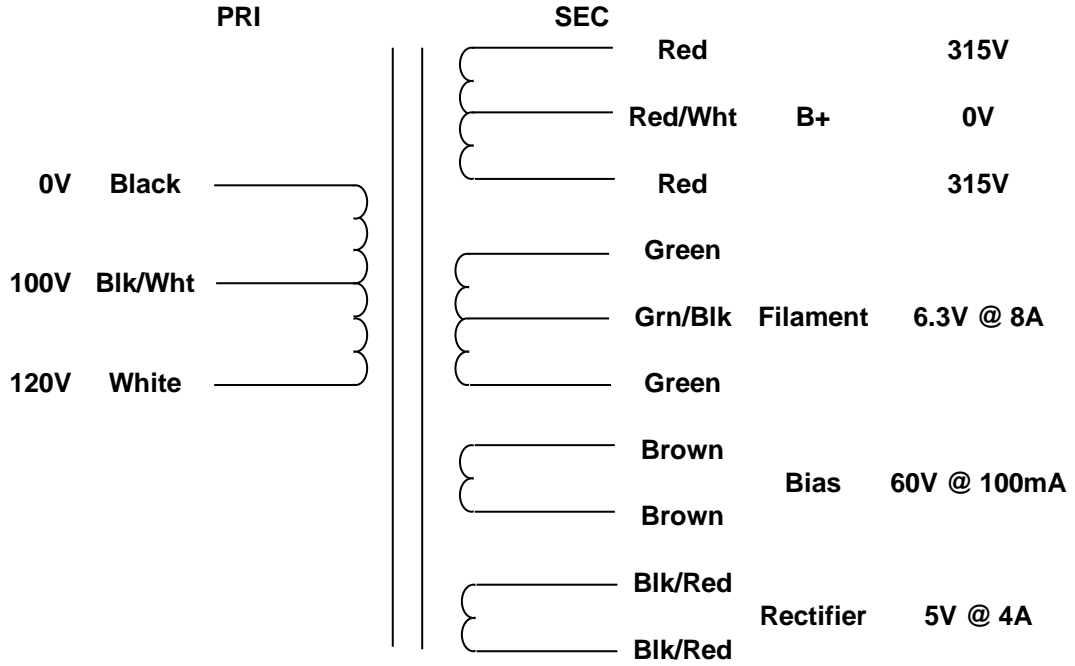 PRI SEC
Red 315V
Red/Wht B+ 0V
0V Black Red 315V
Green
100V Blk/Wht
Grn/Blk Filament 6.3V @ 8A
120V White Green
Brown
Bias 60V @ 100mA
Brown
Blk/Red
Rectifier 5V @ 4A
Blk/Red